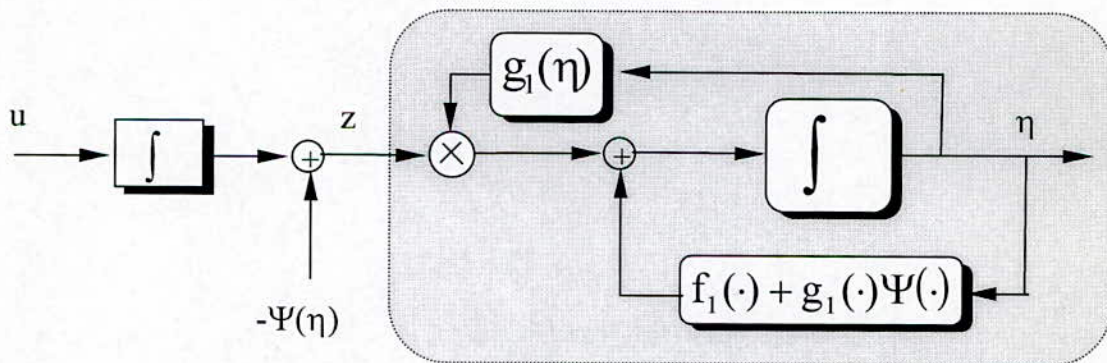 g₁(η)
u
∫
+
z
×
+
∫
η
f₁(·) + g₁(·)Ψ(·)
-Ψ(η)